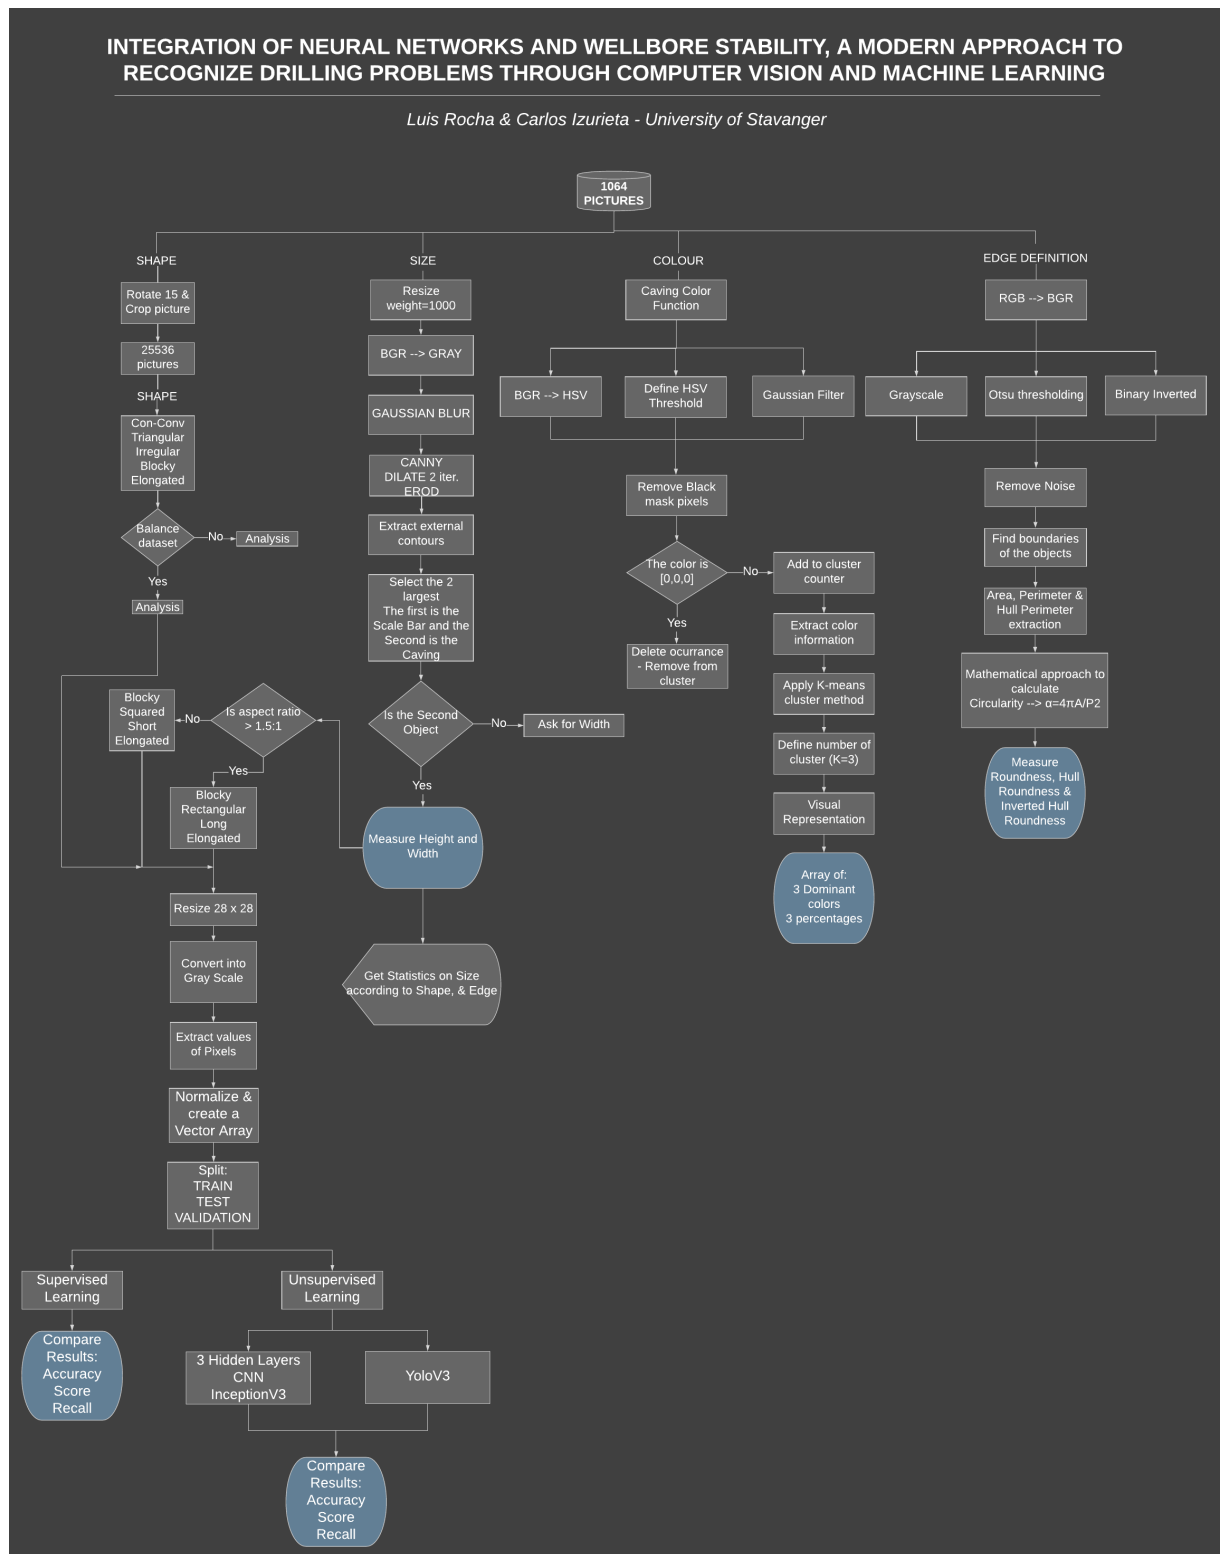 INTEGRATION OF NEURAL NETWORKS AND WELLBORE STABILITY, A MODERN APPROACH TO
RECOGNIZE DRILLING PROBLEMS THROUGH COMPUTER VISION AND MACHINE LEARNING
Luis Rocha & Carlos Izurieta - University of Stavanger
1064
PICTURES
SHAPE
Rotate 15 &
Crop picture
25536
pictures
SHAPE
Con-Conv
Triangular
Irregular
Blocky
Elongated
Balance
dataset
No
Analysis
Yes
Analysis
SIZE
Resize
weight=1000
BGR --> GRAY
GAUSSIAN BLUR
CANNY
DILATE 2 iter.
EROD
Extract external
contours
Select the 2
largest
The first is the
Scale Bar and the
Second is the
Caving
Is the Second
Object
No
Ask for Width
Yes
Measure Height and
Width
Get Statistics on Size
according to Shape, & Edge
Is aspect ratio
> 1.5:1
No
Blocky
Squared
Short
Elongated
Yes
Blocky
Rectangular
Long
Elongated
Resize 28 x 28
Convert into
Gray Scale
Extract values
of Pixels
Normalize &
create a
Vector Array
Split:
TRAIN
TEST
VALIDATION
Supervised
Learning
Compare
Results:
Accuracy
Score
Recall
Unsupervised
Learning
3 Hidden Layers
CNN
InceptionV3
YoloV3
Compare
Results:
Accuracy
Score
Recall
COLOUR
Caving Color
Function
BGR --> HSV
Define HSV
Threshold
Gaussian Filter
Remove Black
mask pixels
The color is
[0,0,0]
No
Yes
Delete ocurrance
- Remove from
cluster
Add to cluster
counter
Extract color
information
Apply K-means
cluster method
Define number of
cluster (K=3)
Visual
Representation
Array of:
3 Dominant
colors
3 percentages
EDGE DEFINITION
RGB --> BGR
Grayscale
Otsu thresholding
Binary Inverted
Remove Noise
Find boundaries
of the objects
Area, Perimeter &
Hull Perimeter
extraction
Mathematical approach to
calculate
Circularity --> α=4πA/P2
Measure
Roundness, Hull
Roundness &
Inverted Hull
Roundness